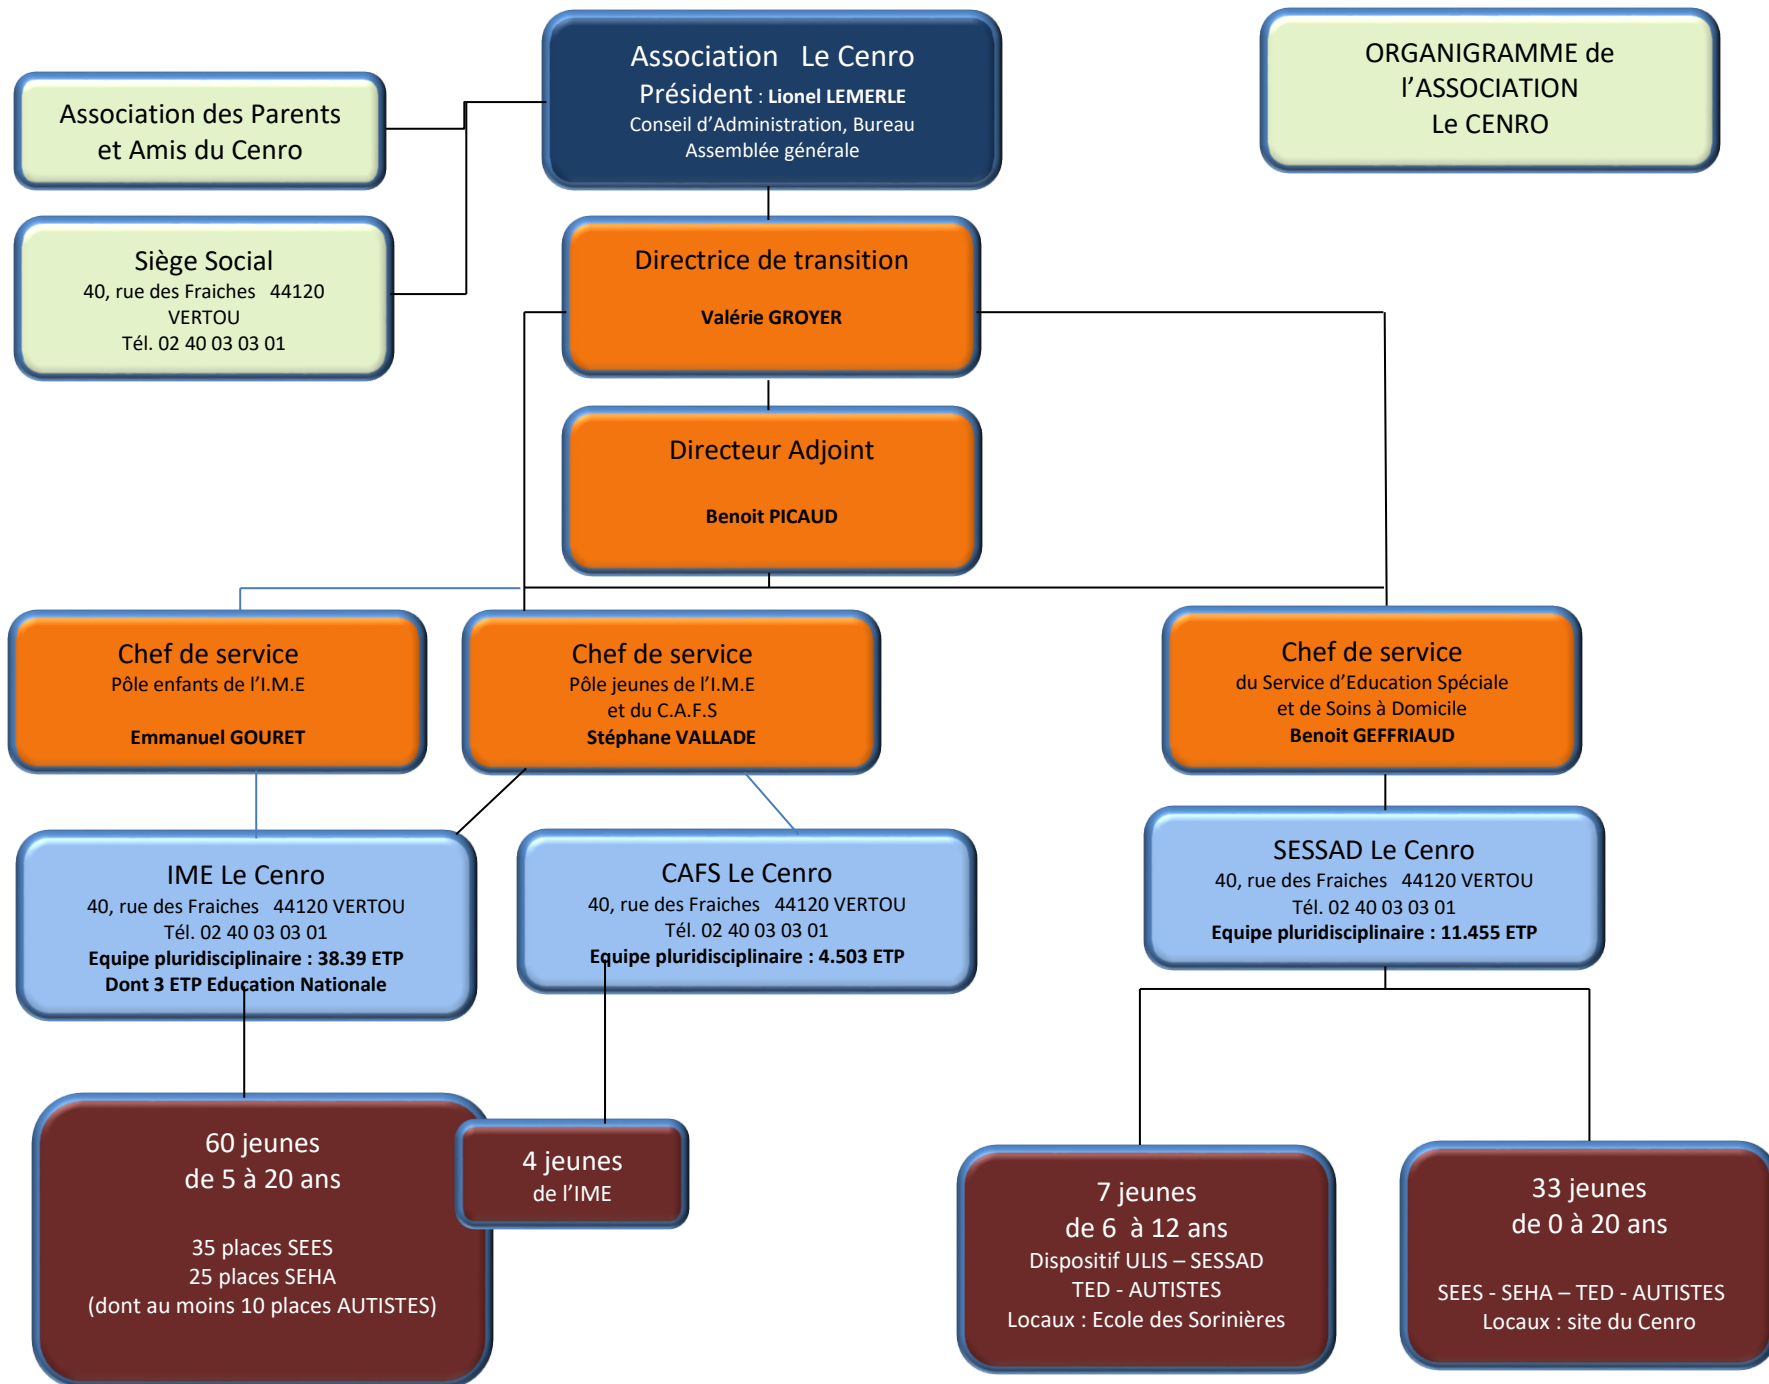 Association Le Cenro
Président : Lionel LEMERLE
Conseil d’Administration, Bureau
Assemblée générale
ORGANIGRAMME de
l’ASSOCIATION
Le CENRO
Association des Parents
et Amis du Cenro
Siège Social
40, rue des Fraiches 44120
VERTOU
Tél. 02 40 03 03 01
Directrice de transition
Valérie GROYER
Directeur Adjoint
Benoit PICAUD
Chef de service
Pôle enfants de l’I.M.E
Emmanuel GOURET
Chef de service
Pôle jeunes de l’I.M.E
et du C.A.F.S
Stéphane VALLADE
Chef de service
du Service d’Education Spéciale
et de Soins à Domicile
Benoit GEFFRIAUD
IME Le Cenro
40, rue des Fraiches 44120 VERTOU
Tél. 02 40 03 03 01
Equipe pluridisciplinaire : 38.39 ETP
Dont 3 ETP Education Nationale
CAFS Le Cenro
40, rue des Fraiches 44120 VERTOU
Tél. 02 40 03 03 01
Equipe pluridisciplinaire : 4.503 ETP
SESSAD Le Cenro
40, rue des Fraiches 44120 VERTOU
Tél. 02 40 03 03 01
Equipe pluridisciplinaire : 11.455 ETP
60 jeunes
de 5 à 20 ans
35 places SEES
25 places SEHA
(dont au moins 10 places AUTISTES)
4 jeunes
de l’IME
7 jeunes
de 6 à 12 ans
Dispositif ULIS – SESSAD
TED - AUTISTES
Locaux : Ecole des Sorinières
33 jeunes
de 0 à 20 ans
SEES - SEHA – TED - AUTISTES
Locaux : site du Cenro